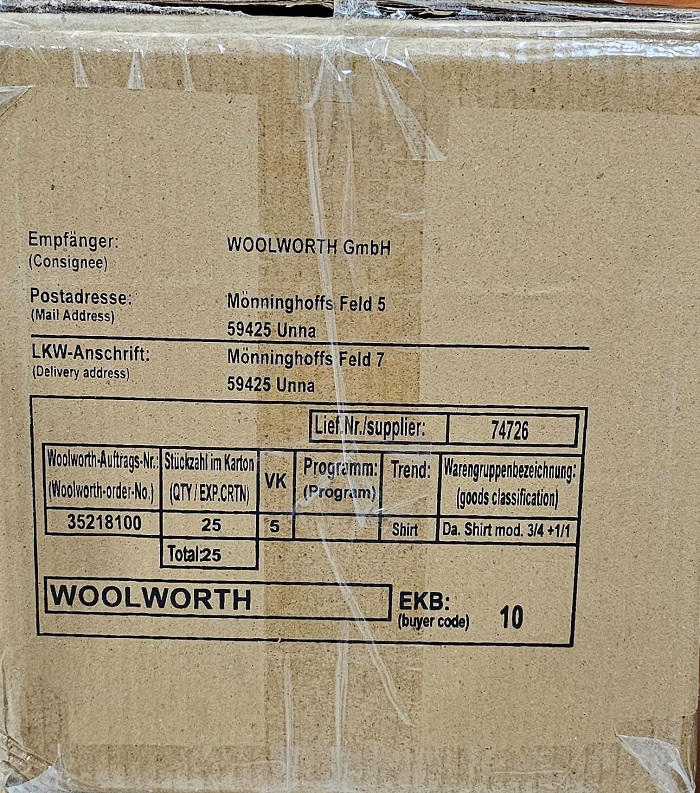 Empfänger: WOOLWORTH GmbH
(Consignee)
Postadresse: Mönninghoffs Feld 5
(Mail Address)
59425 Unna
LKW-Anschrift: Mönninghoffs Feld 7
(Delivery address)
59425 Unna
Lief.Nr./supplier: 74726
Woolworth-Auftrags-Nr.: Stückzahl im Karton VK Programm: Trend: Warengruppenbezeichnung:
(Woolworth-order-No.) (QTY / EXP.CRTN) (Program) (goods classification)
35218100 25 5 Shirt Da. Shirt mod. 3/4 +1/1
Total:25
WOOLWORTH EKB: 10
(buyer code)